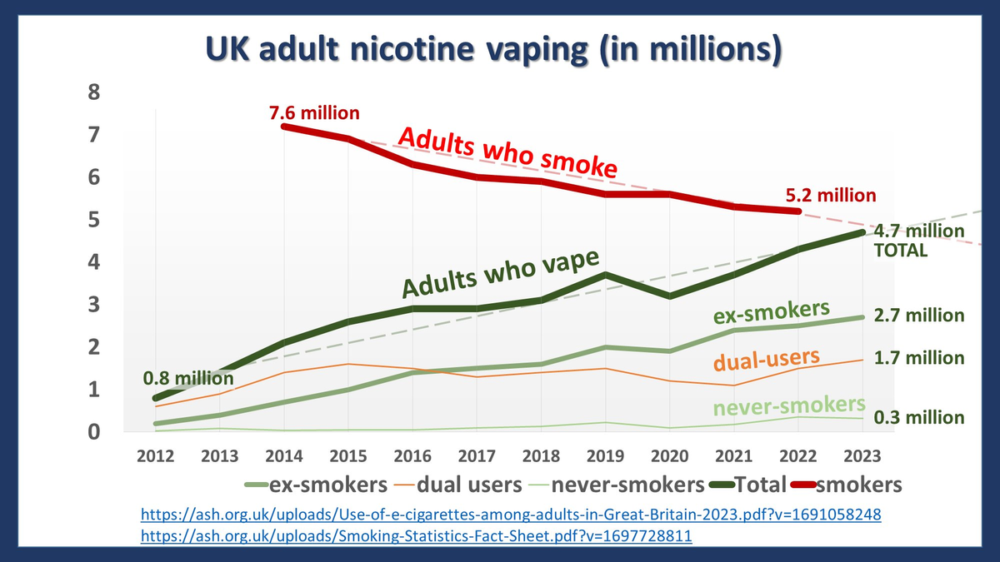 UK adult nicotine vaping (in millions)
8
7
6
5
4
3
2
1
0
7.6 million
Adults who smoke
5.2 million
4.7 million
TOTAL
Adults who vape
ex-smokers
2.7 million
dual-users
1.7 million
0.8 million
never-smokers
0.3 million
2012 2013 2014 2015 2016 2017 2018 2019 2020 2021 2022 2023
ex-smokers dual users never-smokers Total smokers
https://ash.org.uk/uploads/Use-of-e-cigarettes-among-adults-in-Great-Britain-2023.pdf?v=1691058248
https://ash.org.uk/uploads/Smoking-Statistics-Fact-Sheet.pdf?v=1697728811